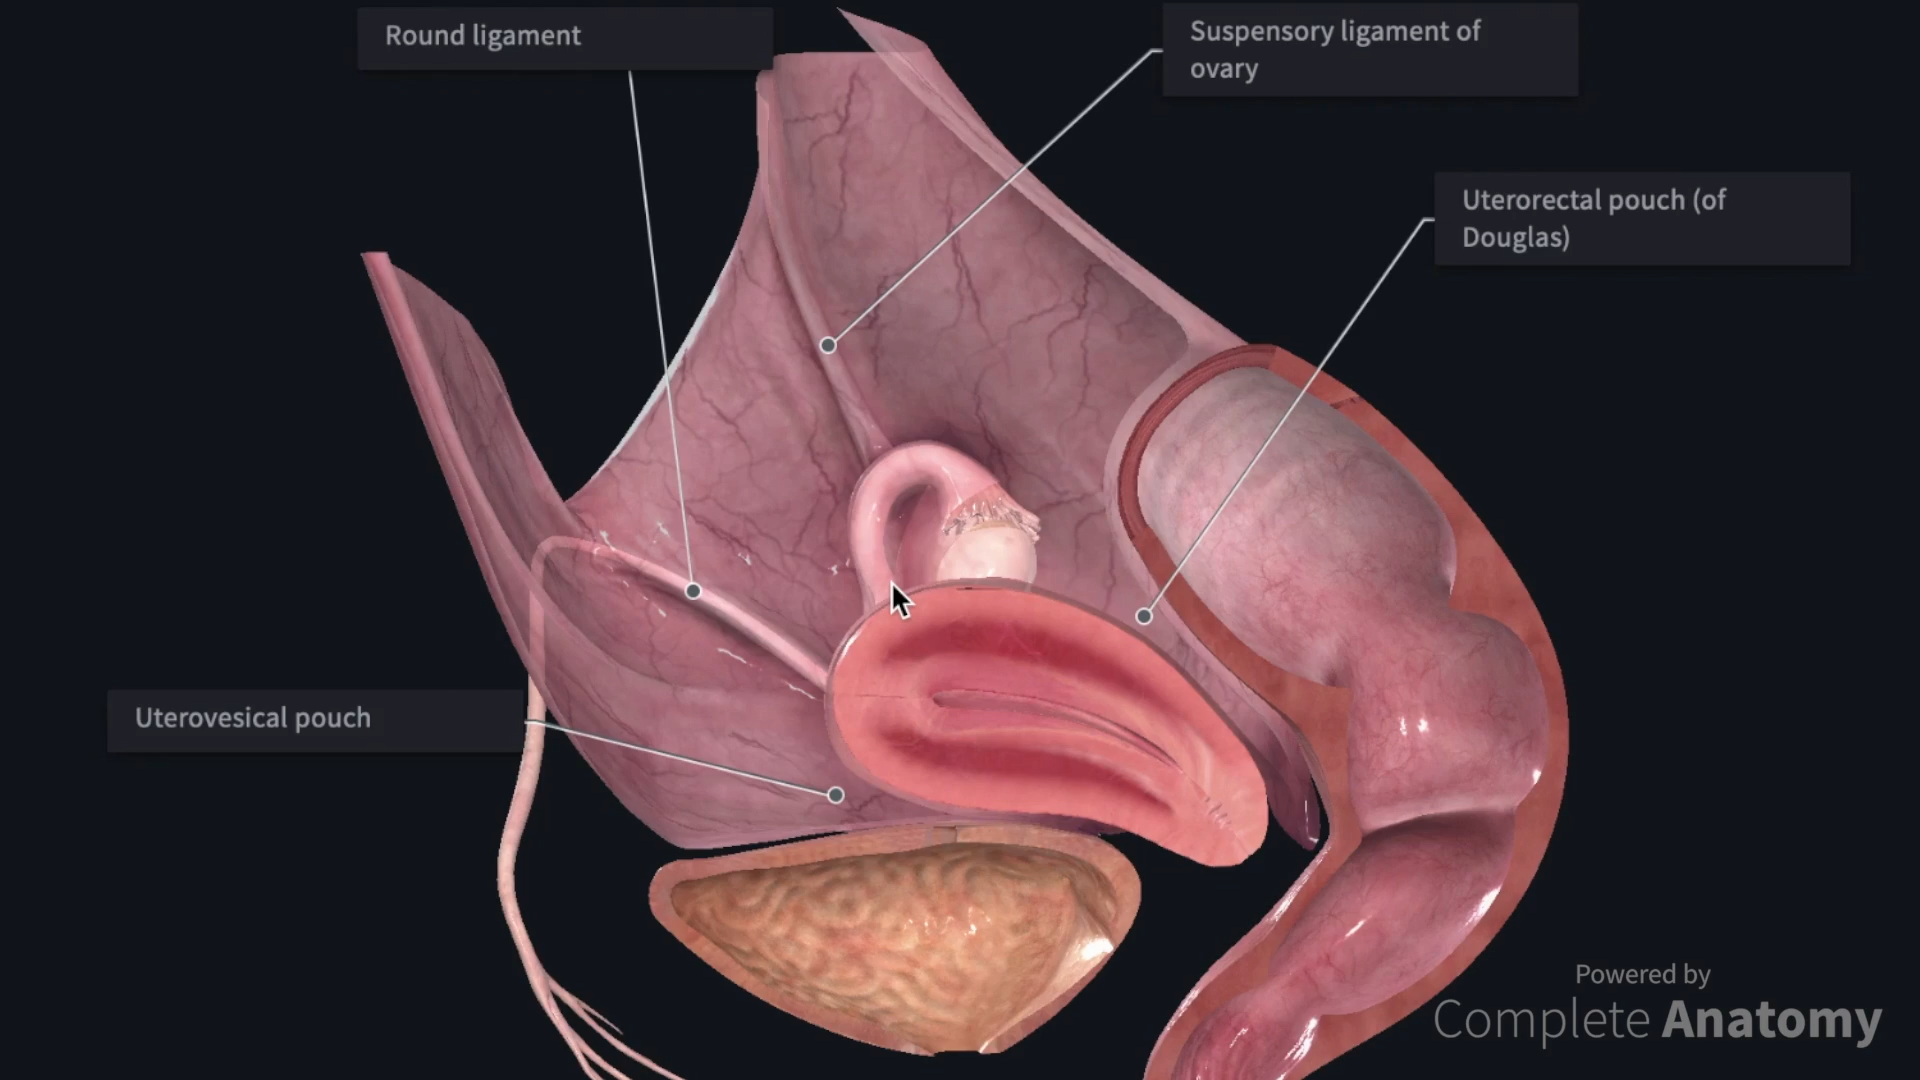 Round ligament
Suspensory ligament of
ovary
Uterorectal pouch (of
Douglas)
Uterovesical pouch
Powered by
Complete Anatomy